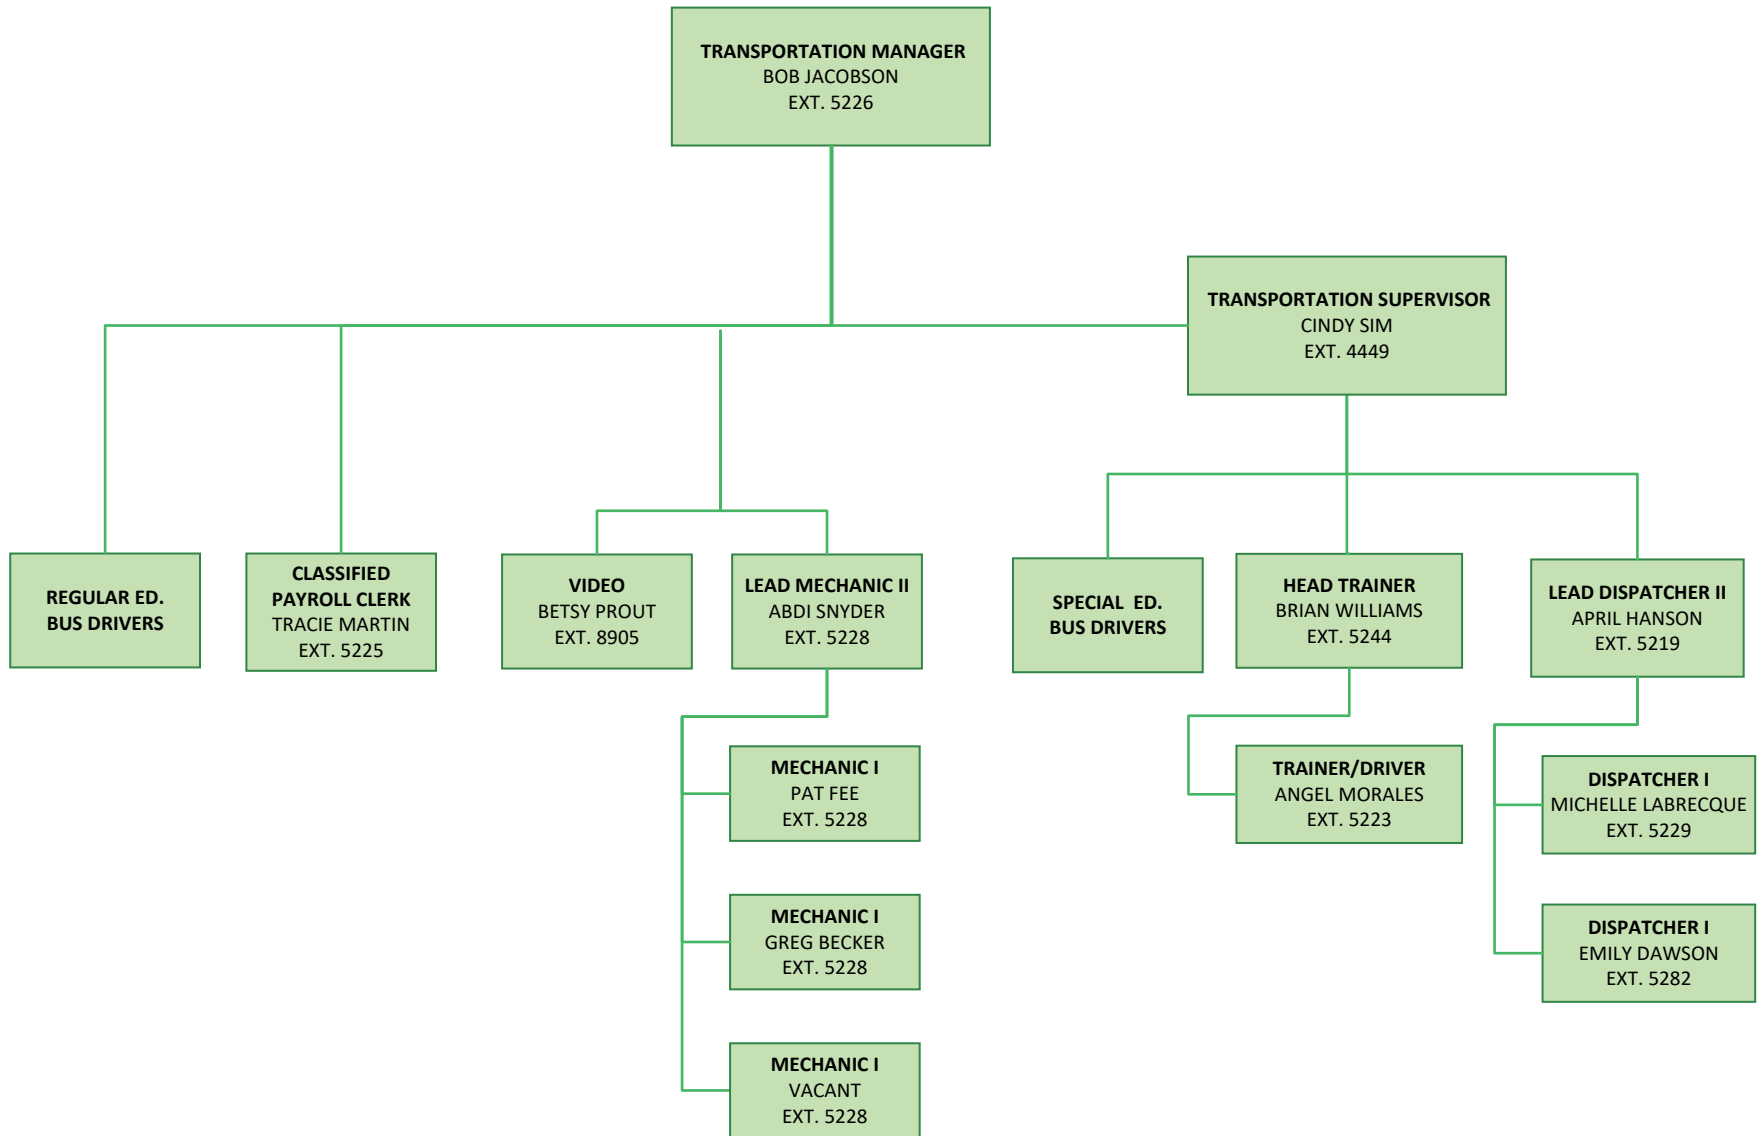 TRANSPORTATION MANAGER
BOB JACOBSON
EXT. 5226
TRANSPORTATION SUPERVISOR
CINDY SIM
EXT. 4449
REGULAR ED.
BUS DRIVERS
CLASSIFIED
PAYROLL CLERK
TRACIE MARTIN
EXT. 5225
VIDEO
BETSY PROUT
EXT. 8905
LEAD MECHANIC II
ABDI SNYDER
EXT. 5228
SPECIAL ED.
BUS DRIVERS
HEAD TRAINER
BRIAN WILLIAMS
EXT. 5244
LEAD DISPATCHER II
APRIL HANSON
EXT. 5219
MECHANIC I
PAT FEE
EXT. 5228
TRAINER/DRIVER
ANGEL MORALES
EXT. 5223
DISPATCHER I
MICHELLE LABRECQUE
EXT. 5229
MECHANIC I
GREG BECKER
EXT. 5228
DISPATCHER I
EMILY DAWSON
EXT. 5282
MECHANIC I
VACANT
EXT. 5228